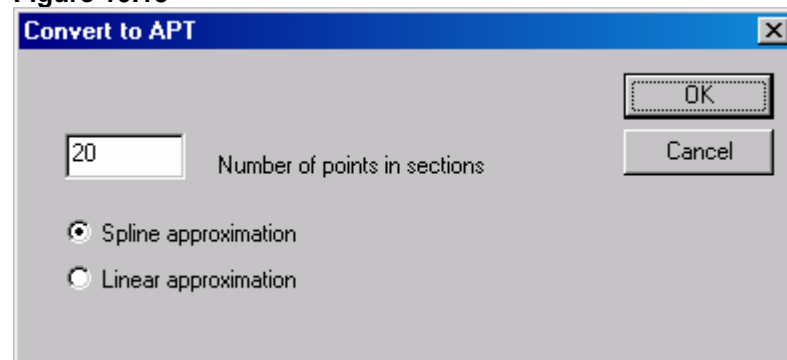 Convert to APT
OK
20 Number of points in sections
Cancel
Spline approximation
Linear approximation